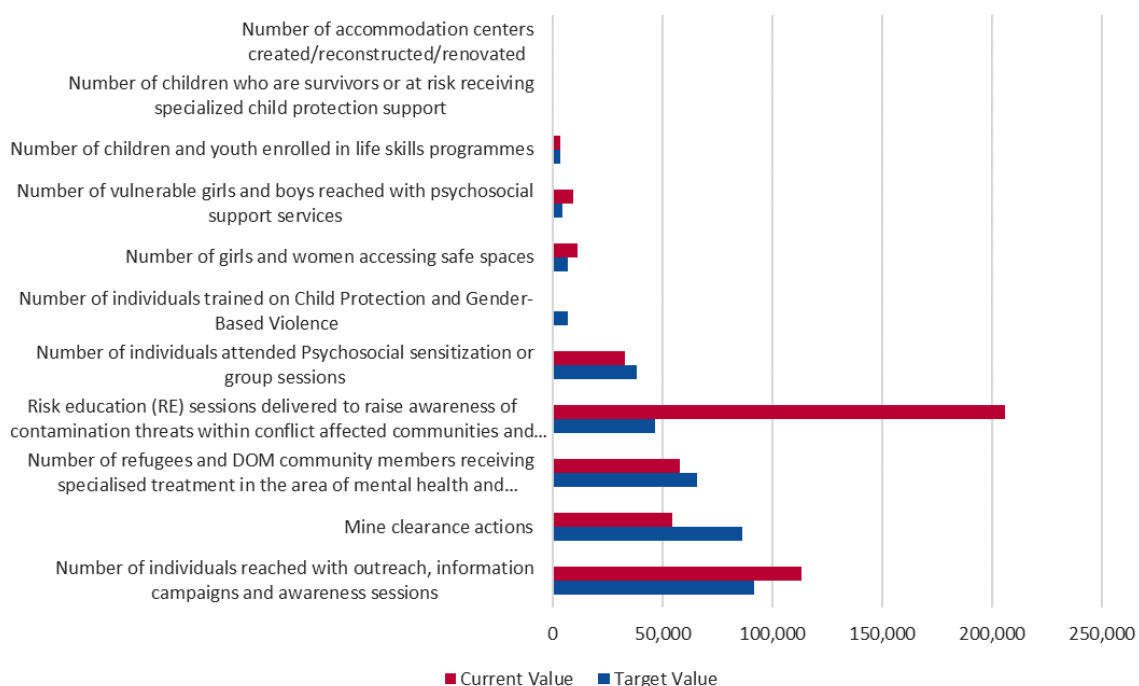 Number of accommodation centers
created/reconstructed/renovated
Number of children who are survivors or at risk receiving
specialized child protection support
Number of children and youth enrolled in life skills programmes
Number of vulnerable girls and boys reached with psychosocial
support services
Number of girls and women accessing safe spaces
Number of individuals trained on Child Protection and Gender-
Based Violence
Number of individuals attended Psychosocial sensitization or
group sessions
Risk education (RE) sessions delivered to raise awareness of
contamination threats within conflict affected communities and…
Number of refugees and DOM community members receiving
specialised treatment in the area of mental health and…
Mine clearance actions
Number of individuals reached with outreach, information
campaigns and awareness sessions
0 50,000 100,000 150,000 200,000 250,000
Current Value Target Value